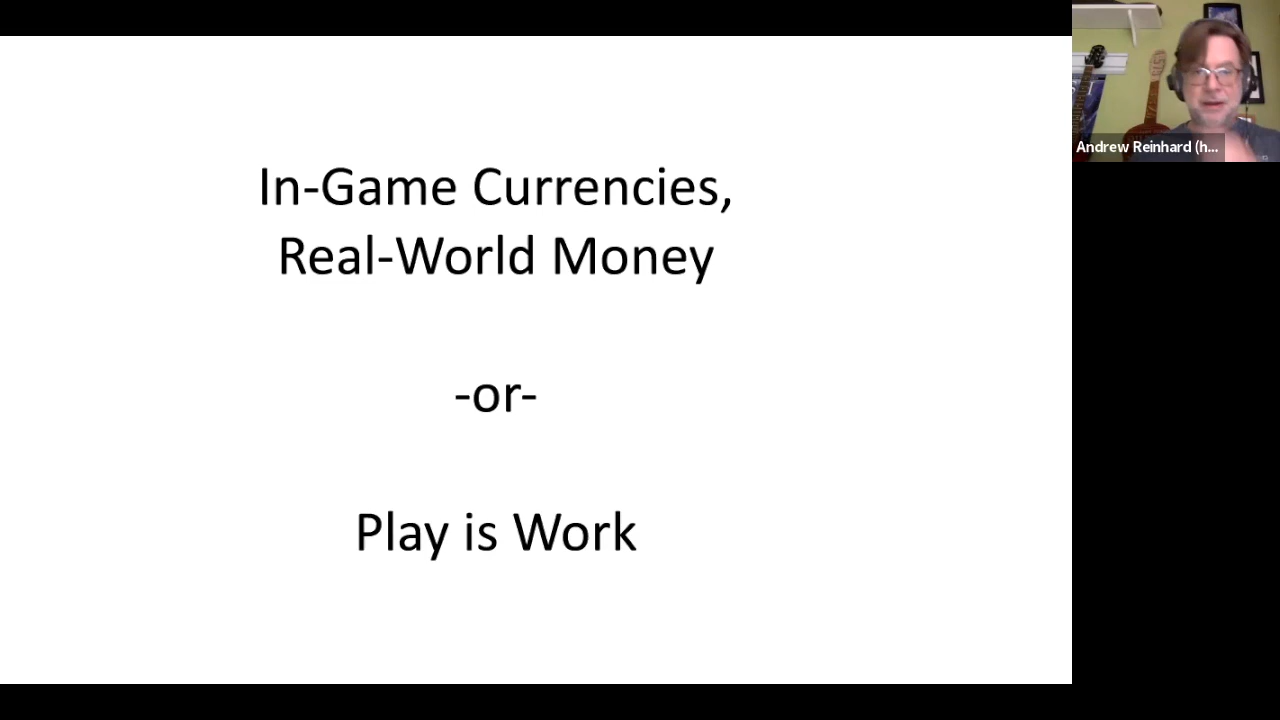 In-Game Currencies,
Real-World Money
-or-
Play is Work
Andrew Reinhard (h...